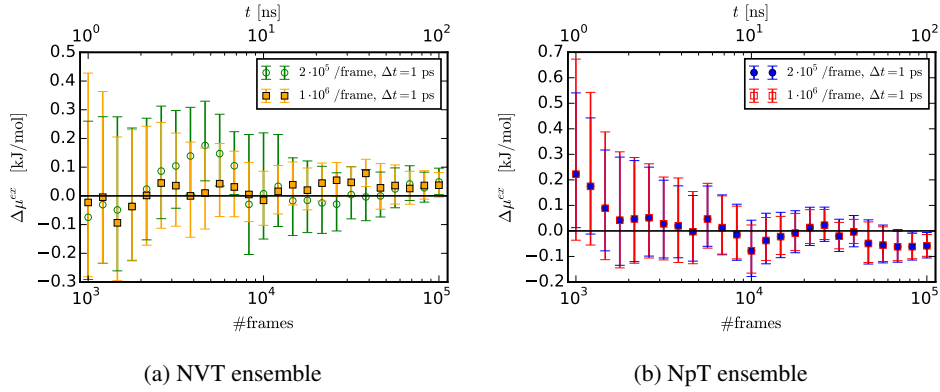 t [ns]
10^0 10^1 10^2
0.5
0.4
0.3
0.2
0.1
0.0
−0.1
−0.2
−0.3
Δμ^{ex} [kJ/mol]
2·10^5 /frame, Δt=1 ps
1·10^6 /frame, Δt=1 ps
10^3 10^4 10^5
#frames
(a) NVT ensemble
t [ns]
10^0 10^1 10^2
0.7
0.6
0.5
0.4
0.3
0.2
0.1
0.0
−0.1
−0.2
Δμ^{ex} [kJ/mol]
2·10^5 /frame, Δt=1 ps
1·10^6 /frame, Δt=1 ps
10^3 10^4 10^5
#frames
(b) NpT ensemble